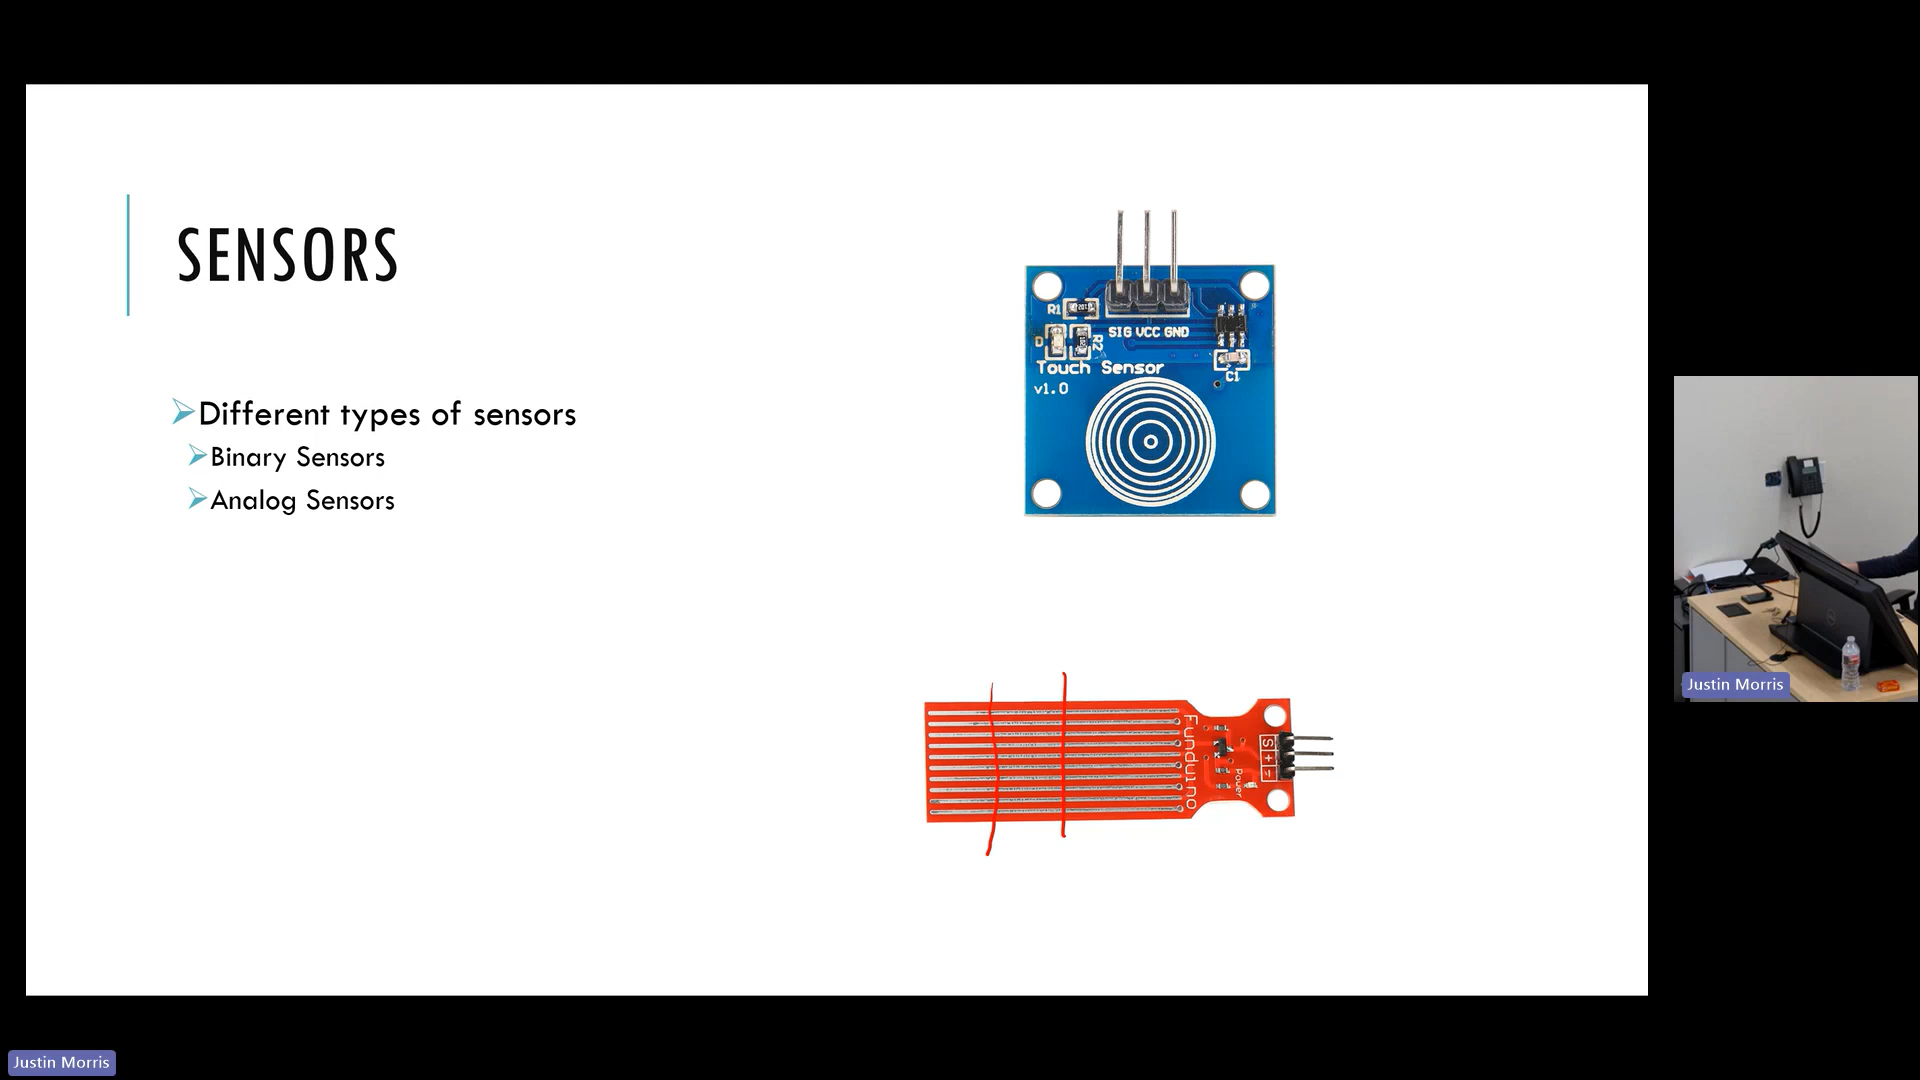 SENSORS
Different types of sensors
Binary Sensors
Analog Sensors
R1
SIG VCC GND
D
R2
Touch Sensor
C1
v1.0
Funduino
S + -
Power
Justin Morris
Justin Morris